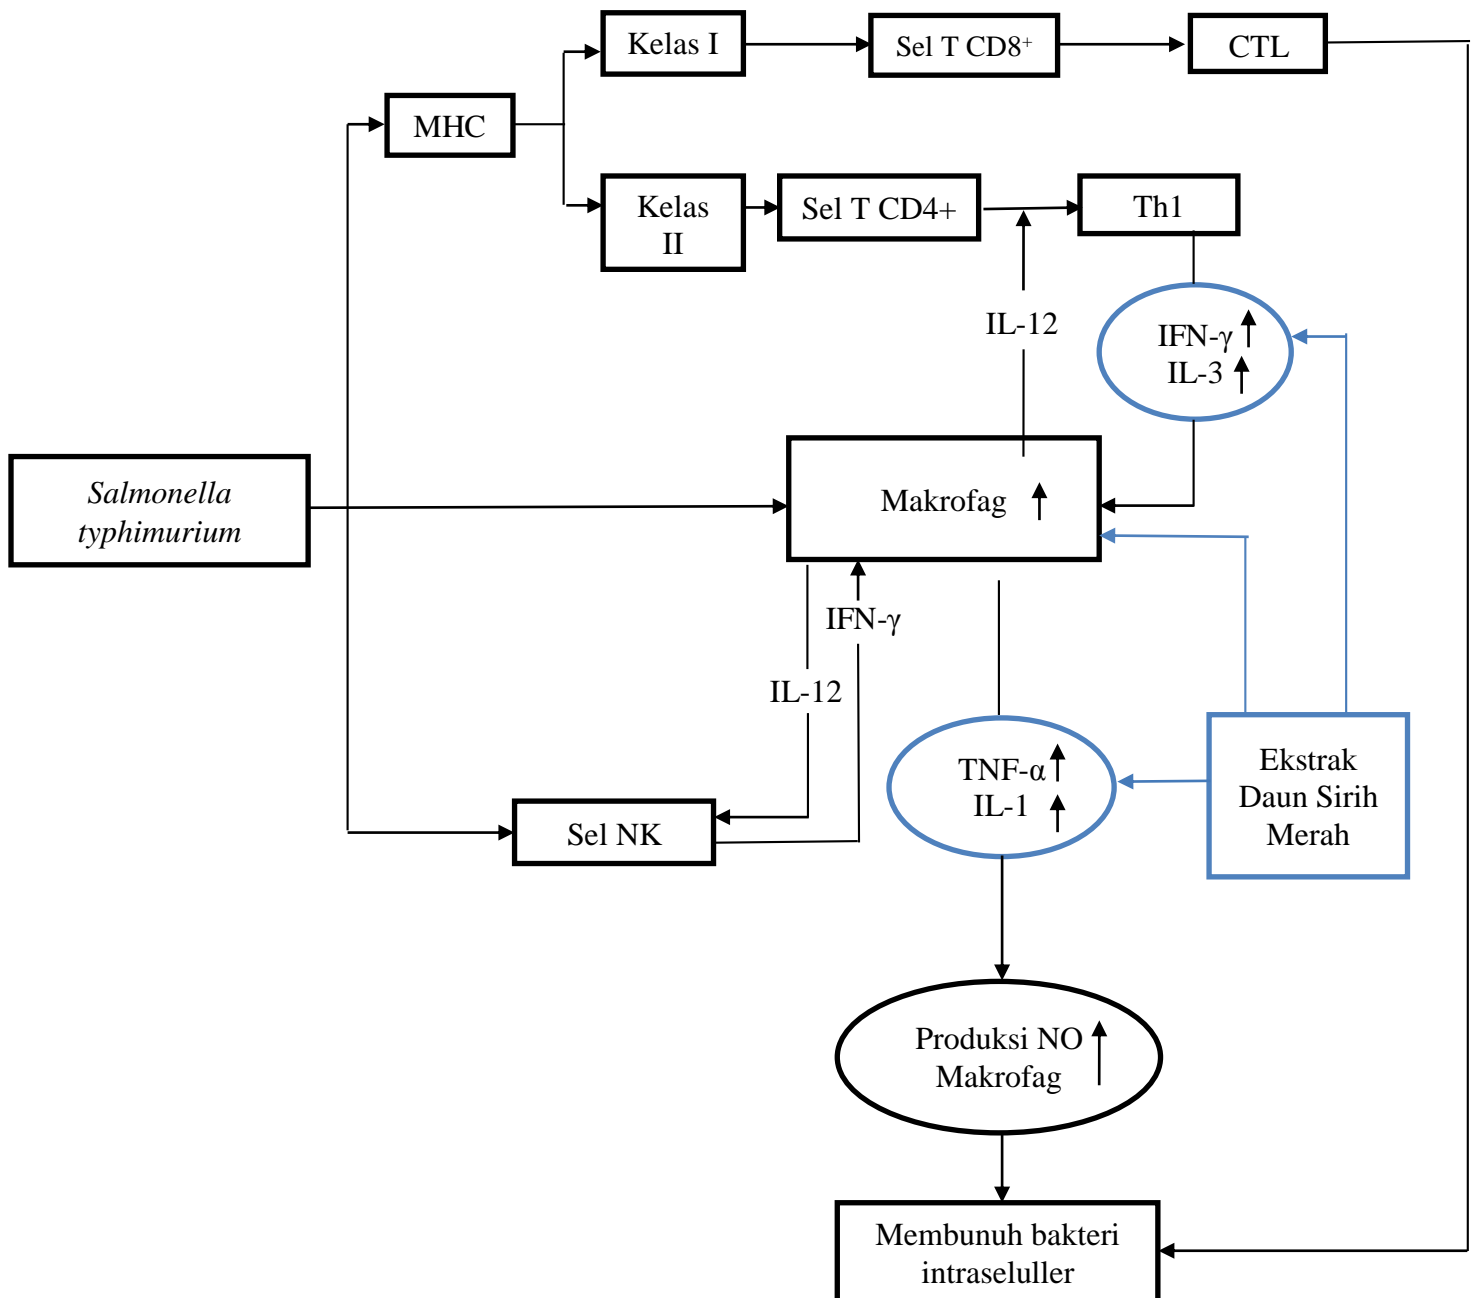 Kelas I
Sel T CD8⁺
CTL
MHC
Kelas
II
Sel T CD4+
Th1
IL-12
IFN-γ
IL-3
Salmonella
typhimurium
Makrofag
IFN-γ
IL-12
TNF-α
IL-1
Ekstrak
Daun Sirih
Merah
Sel NK
Produksi NO
Makrofag
Membunuh bakteri
intraseluller